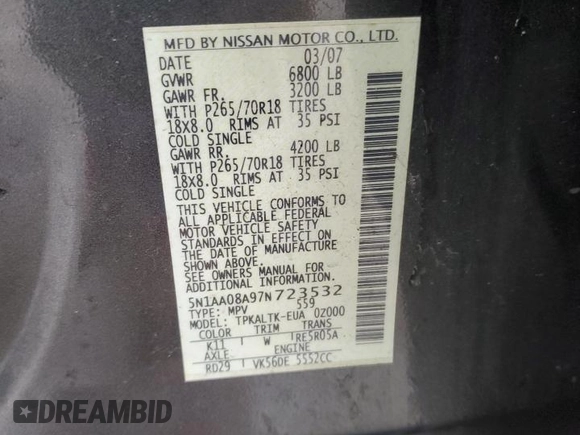 MFD BY NISSAN MOTOR CO., LTD.
DATE 03/07
GVWR 6800 LB
GAWR FR. 3200 LB
WITH P265/70R18 TIRES
18X8.0 RIMS AT 35 PSI
COLD SINGLE
GAWR RR. 4200 LB
WITH P265/70R18 TIRES
18X8.0 RIMS AT 35 PSI
COLD SINGLE
THIS VEHICLE CONFORMS TO
ALL APPLICABLE FEDERAL
MOTOR VEHICLE SAFETY
STANDARDS IN EFFECT ON
THE DATE OF MANUFACTURE
SHOWN ABOVE.
SEE OWNERS MANUAL FOR
ADDITIONAL INFORMATION.
5N1AA08A97N723532
TYPE: MPV 559
MODEL: TPKALTK-EUA 0Z000
COLOR TRIM TRANS
K11 W RE5R05A
AXLE ENGINE
RD29 VK56DE 5552CC
DREAMBID